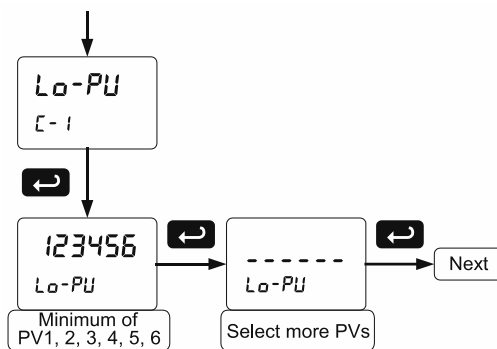 Lo-PU
C-1
123456
Lo-PU
Minimum of
PV1, 2, 3, 4, 5, 6
------
Lo-PU
Select more PVs
Next